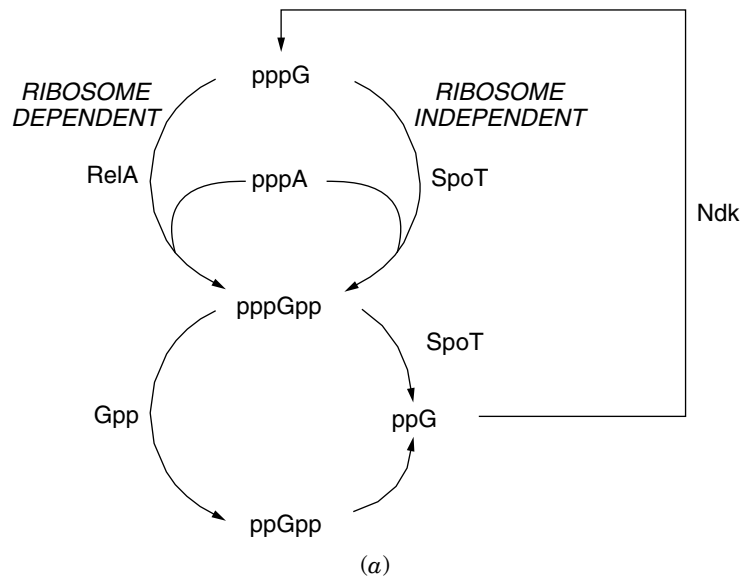 pppG
RIBOSOME
DEPENDENT
RIBOSOME
INDEPENDENT
RelA
pppA
SpoT
Ndk
pppGpp
SpoT
Gpp
ppG
ppGpp
(a)